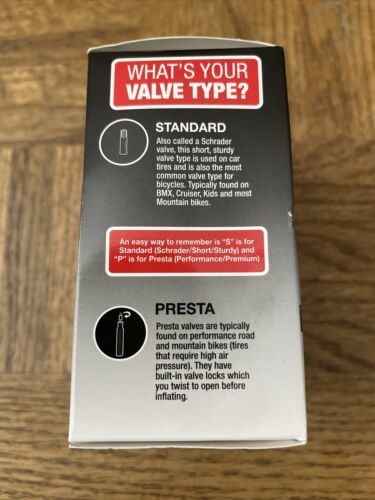 WHAT'S YOUR
VALVE TYPE?
STANDARD
Also called a Schrader
valve, this short, sturdy
valve type is used on car
tires and is also the most
common valve type for
bicycles. Typically found on
BMX, Cruiser, Kids and most
Mountain bikes.
An easy way to remember is "S" is for
Standard (Schrader/Short/Sturdy) and
"P" is for Presta (Performance/Premium)
PRESTA
Presta valves are typically
found on performance road
and mountain bikes (tires
that require high air
pressure). They have
built-in valve locks which
you twist to open before
inflating.